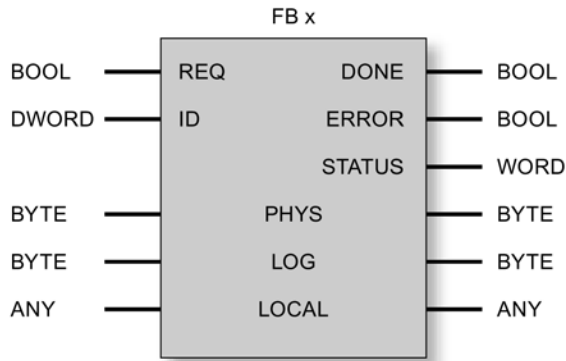 FB x
BOOL REQ DONE BOOL
DWORD ID ERROR BOOL
STATUS WORD
BYTE PHYS BYTE
BYTE LOG BYTE
ANY LOCAL ANY